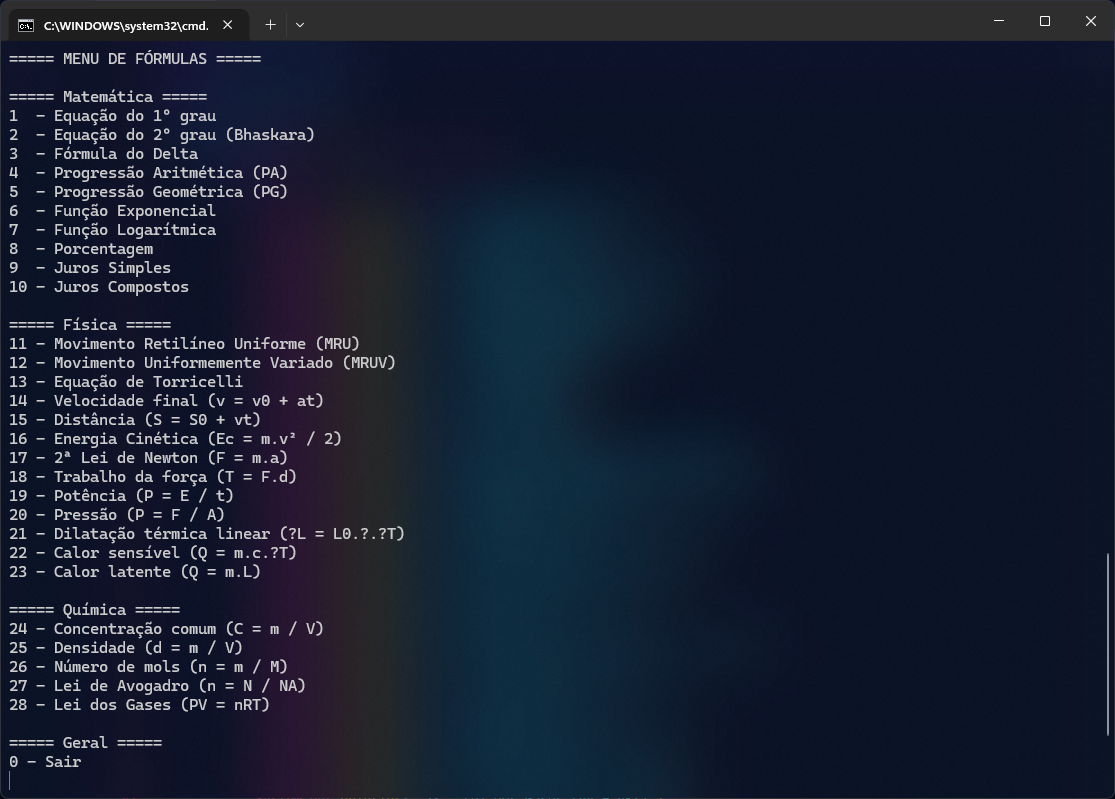 C:\WINDOWS\system32\cmd.
===== MENU DE FÓRMULAS =====
===== Matemática =====
1  - Equação do 1º grau
2  - Equação do 2º grau (Bhaskara)
3  - Fórmula do Delta
4  - Progressão Aritmética (PA)
5  - Progressão Geométrica (PG)
6  - Função Exponencial
7  - Função Logarítmica
8  - Porcentagem
9  - Juros Simples
10 - Juros Compostos
===== Física =====
11 - Movimento Retilíneo Uniforme (MRU)
12 - Movimento Uniformemente Variado (MRUV)
13 - Equação de Torricelli
14 - Velocidade final (v = v0 + at)
15 - Distância (S = S0 + vt)
16 - Energia Cinética (Ec = m.v² / 2)
17 - 2ª Lei de Newton (F = m.a)
18 - Trabalho da força (T = F.d)
19 - Potência (P = E / t)
20 - Pressão (P = F / A)
21 - Dilatação térmica linear (?L = L0.?.?T)
22 - Calor sensível (Q = m.c.?T)
23 - Calor latente (Q = m.L)
===== Química =====
24 - Concentração comum (C = m / V)
25 - Densidade (d = m / V)
26 - Número de mols (n = m / M)
27 - Lei de Avogadro (n = N / NA)
28 - Lei dos Gases (PV = nRT)
===== Geral =====
0 - Sair